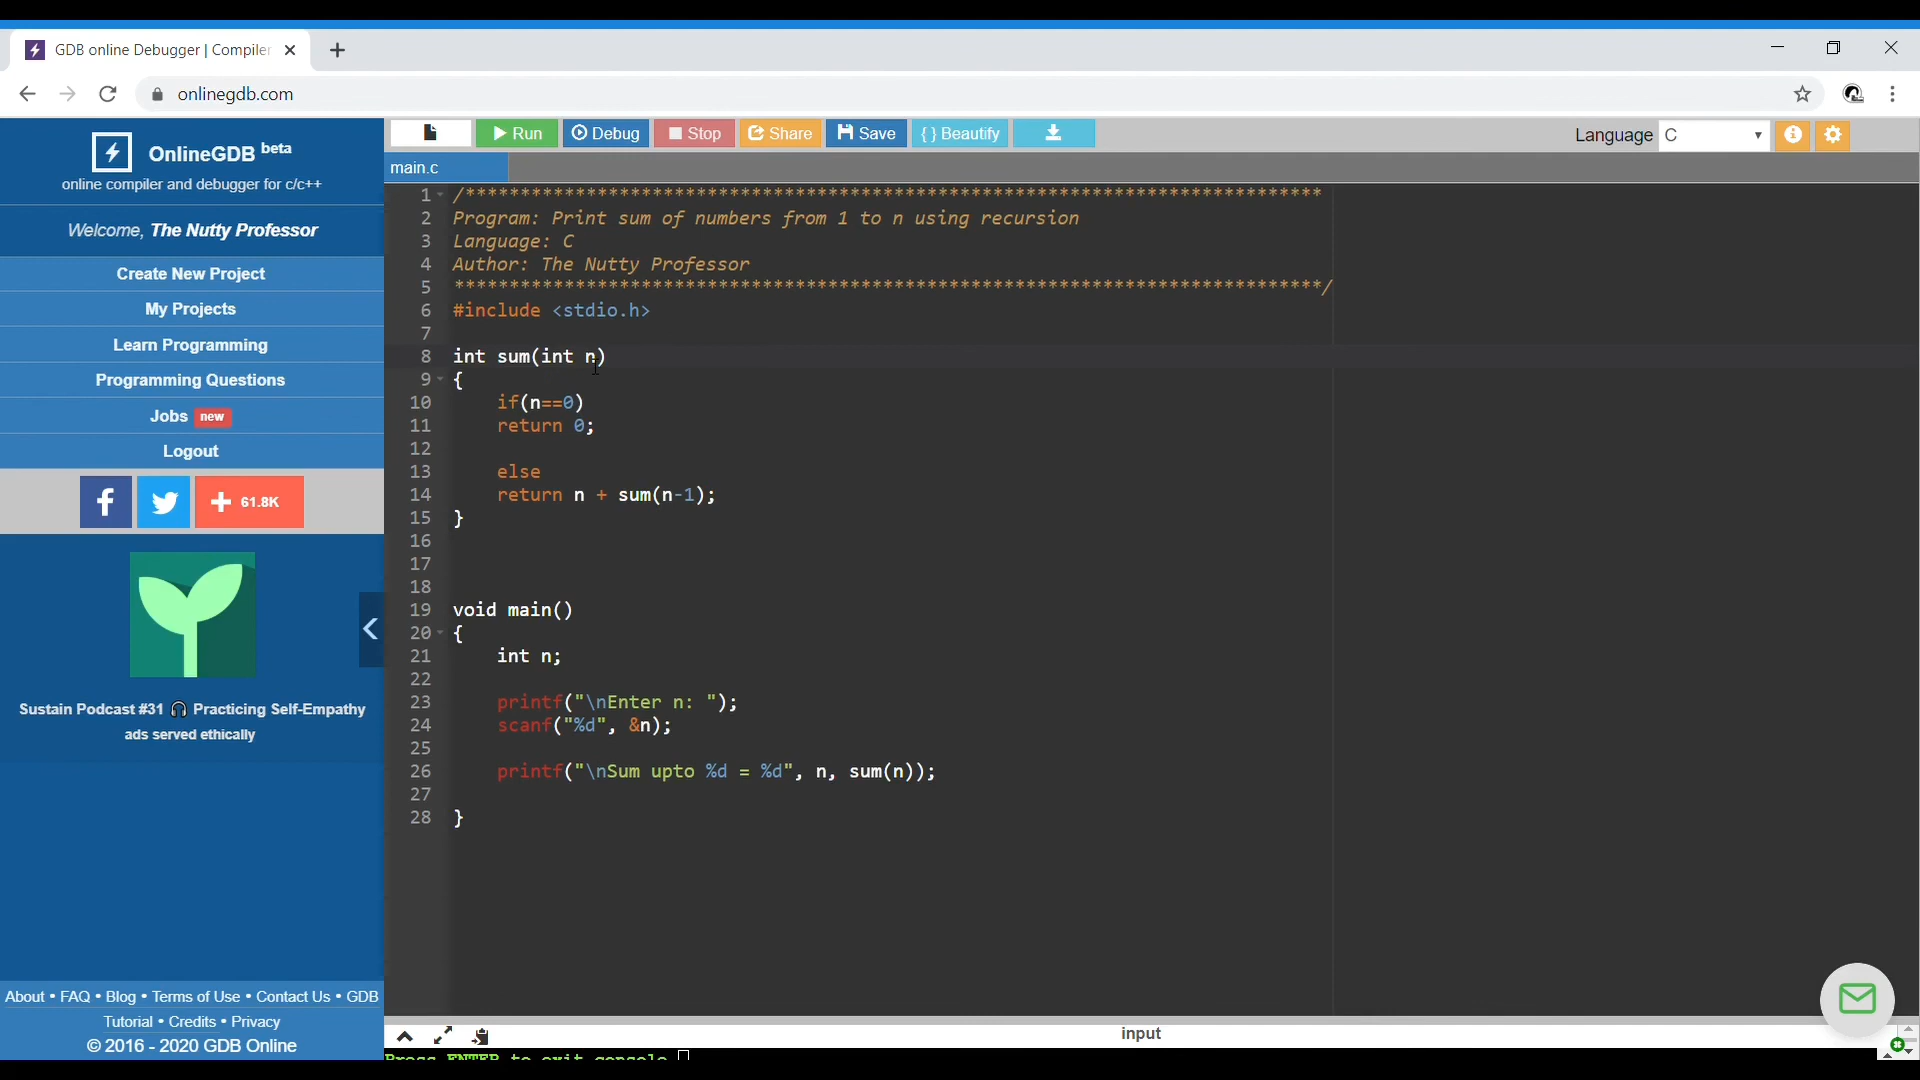 GDB online Debugger | Compiler
onlinegdb.com
OnlineGDB beta
online compiler and debugger for c/c++
Welcome, The Nutty Professor
Create New Project
My Projects
Learn Programming
Programming Questions
Jobs new
Logout
61.8K
Sustain Podcast #31 🎧 Practicing Self-Empathy
ads served ethically
About • FAQ • Blog • Terms of Use • Contact Us • GDB
Tutorial • Credits • Privacy
© 2016 - 2020 GDB Online
Run Debug Stop Share Save { } Beautify
Language C
main.c
1 /******************************************************************************
2 Program: Print sum of numbers from 1 to n using recursion
3 Language: C
4 Author: The Nutty Professor
5 *******************************************************************************/
6 #include <stdio.h>
7
8 int sum(int n)
9 {
10 if(n==0)
11 return 0;
12
13 else
14 return n + sum(n-1);
15 }
16
17
18
19 void main()
20 {
21 int n;
22
23 printf("\nEnter n: ");
24 scanf("%d", &n);
25
26 printf("\nSum upto %d = %d", n, sum(n));
27
28 }
input
Press ENTER to exit console